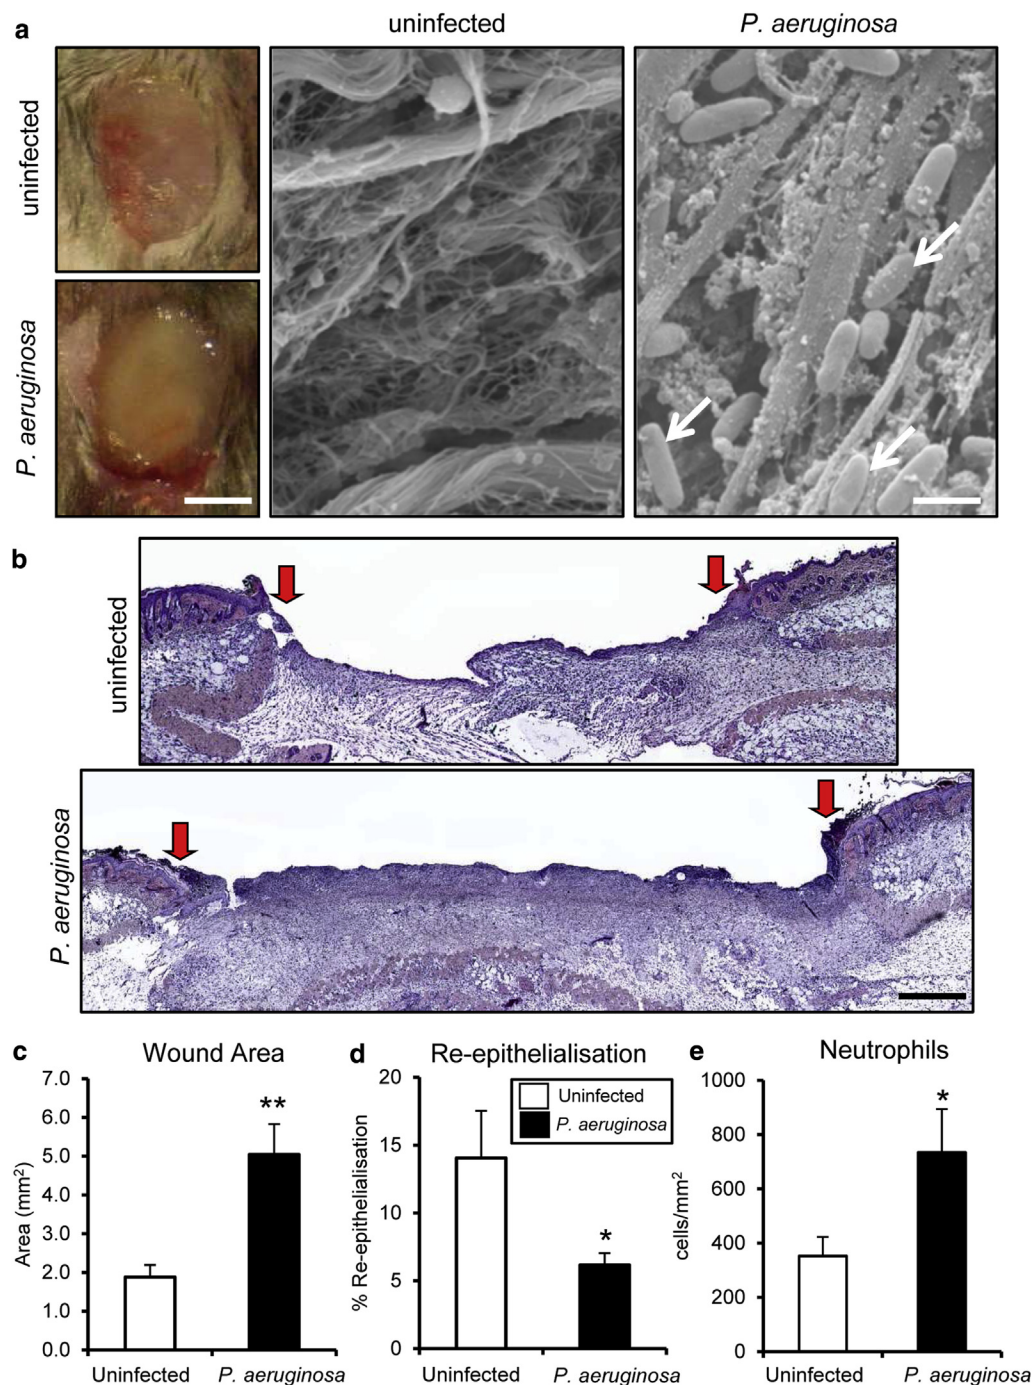 a
uninfected
P. aeruginosa
uninfected
P. aeruginosa
b
uninfected
P. aeruginosa
c
Wound Area
7.0
6.0
5.0
4.0
3.0
2.0
1.0
0.0
Area (mm²)
**
Uninfected
P. aeruginosa
d
Re-epithelialisation
20
15
10
5
0
% Re-epithelialisation
Uninfected
P. aeruginosa
*
Uninfected
P. aeruginosa
e
Neutrophils
1000
800
600
400
200
0
cells/mm²
*
Uninfected
P. aeruginosa